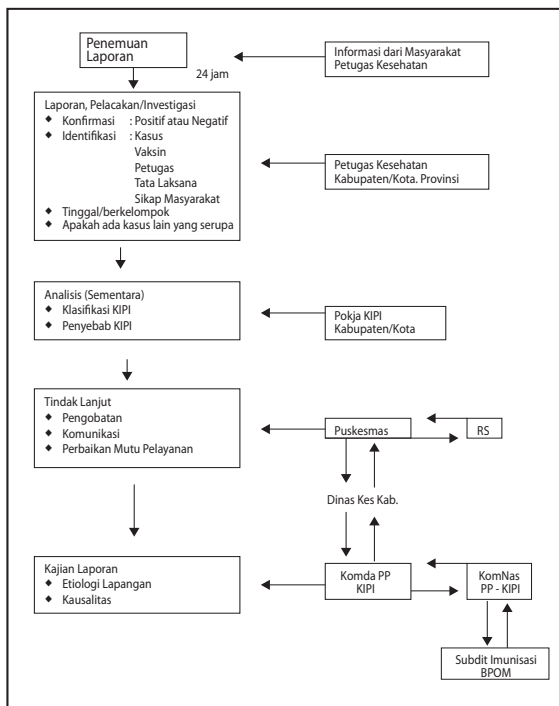 Penemuan
Laporan
Informasi dari Masyarakat
Petugas Kesehatan
24 jam
Laporan, Pelacakan/Investigasi
◆ Konfirmasi : Positif atau Negatif
◆ Identifikasi : Kasus
Vaksin
Petugas
Tata Laksana
Sikap Masyarakat
◆ Tinggal/berkelompok
◆ Apakah ada kasus lain yang serupa
Petugas Kesehatan
Kabupaten/Kota. Provinsi
Analisis (Sementara)
◆ Klasifikasi KIPI
◆ Penyebab KIPI
Pokja KIPI
Kabupaten/Kota
Tindak Lanjut
◆ Pengobatan
◆ Komunikasi
◆ Perbaikan Mutu Pelayanan
Puskesmas
RS
Dinas Kes Kab.
Kajian Laporan
◆ Etiologi Lapangan
◆ Kausalitas
Komda PP
KIPI
KomNas
PP - KIPI
Subdit Imunisasi
BPOM